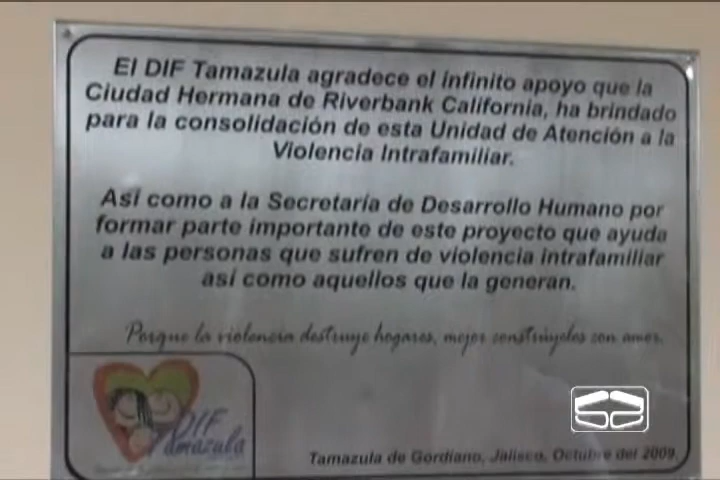 El DIF Tamazula agradece el infinito apoyo que la
Ciudad Hermana de Riverbank California, ha brindado
para la consolidación de esta Unidad de Atención a la
Violencia Intrafamiliar.
Así como a la Secretaría de Desarrollo Humano por
formar parte importante de este proyecto que ayuda
a las personas que sufren de violencia intrafamiliar
así como aquellos que la generan.
Porque la violencia destruye hogares, mejor constrúyelos con amor.
DIF
Tamazula
Tamazula de Gordiano, Jalisco, Octubre del 2009.